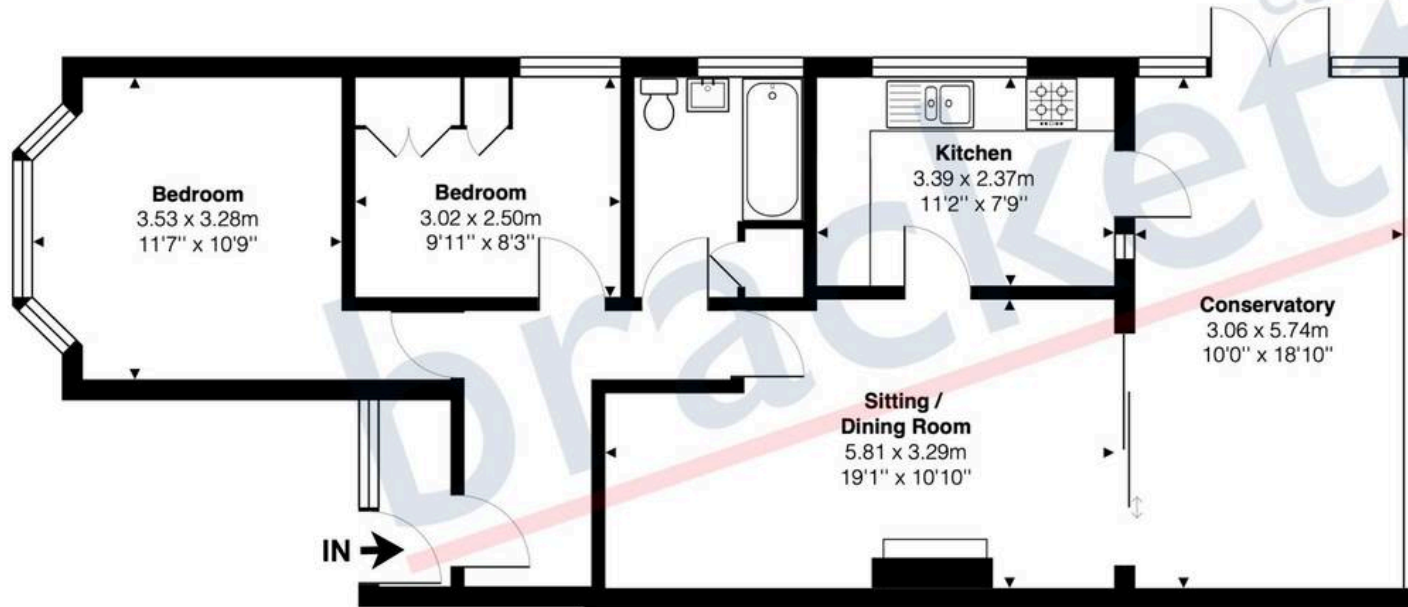 Bedroom
3.53 x 3.28m
11'7'' x 10'9''
Bedroom
3.02 x 2.50m
9'11'' x 8'3''
Kitchen
3.39 x 2.37m
11'2'' x 7'9''
Conservatory
3.06 x 5.74m
10'0'' x 18'10''
Sitting /
Dining Room
5.81 x 3.29m
19'1'' x 10'10''
IN
brackett